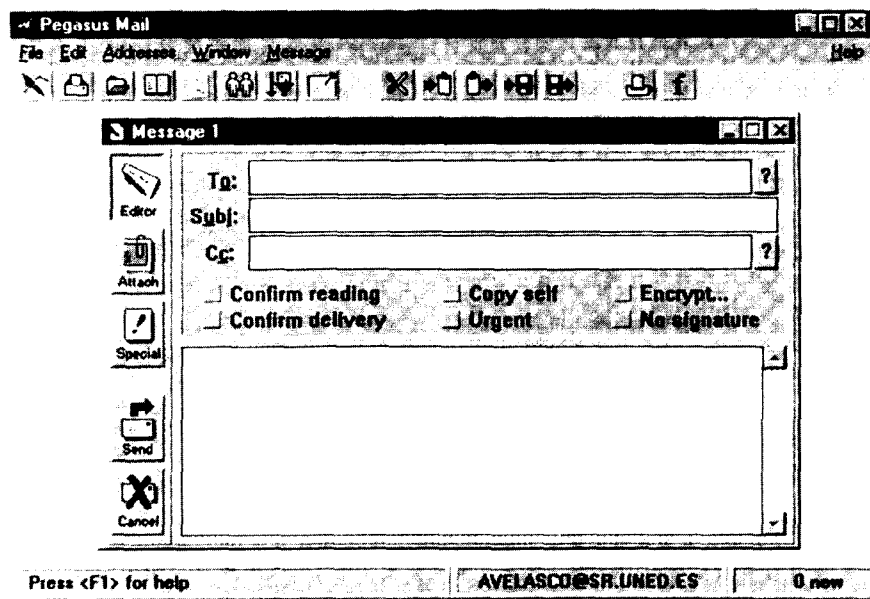 Pegasus Mail
File Edit Addresses Window Message Help
Message 1
Editor
Attach
Special
Send
Cancel
To: ?
Subj:
Cc: ?
Confirm reading Copy self Encrypt...
Confirm delivery Urgent No signature
Press <F1> for help AVELASCO@SR.UNED.ES 0 new